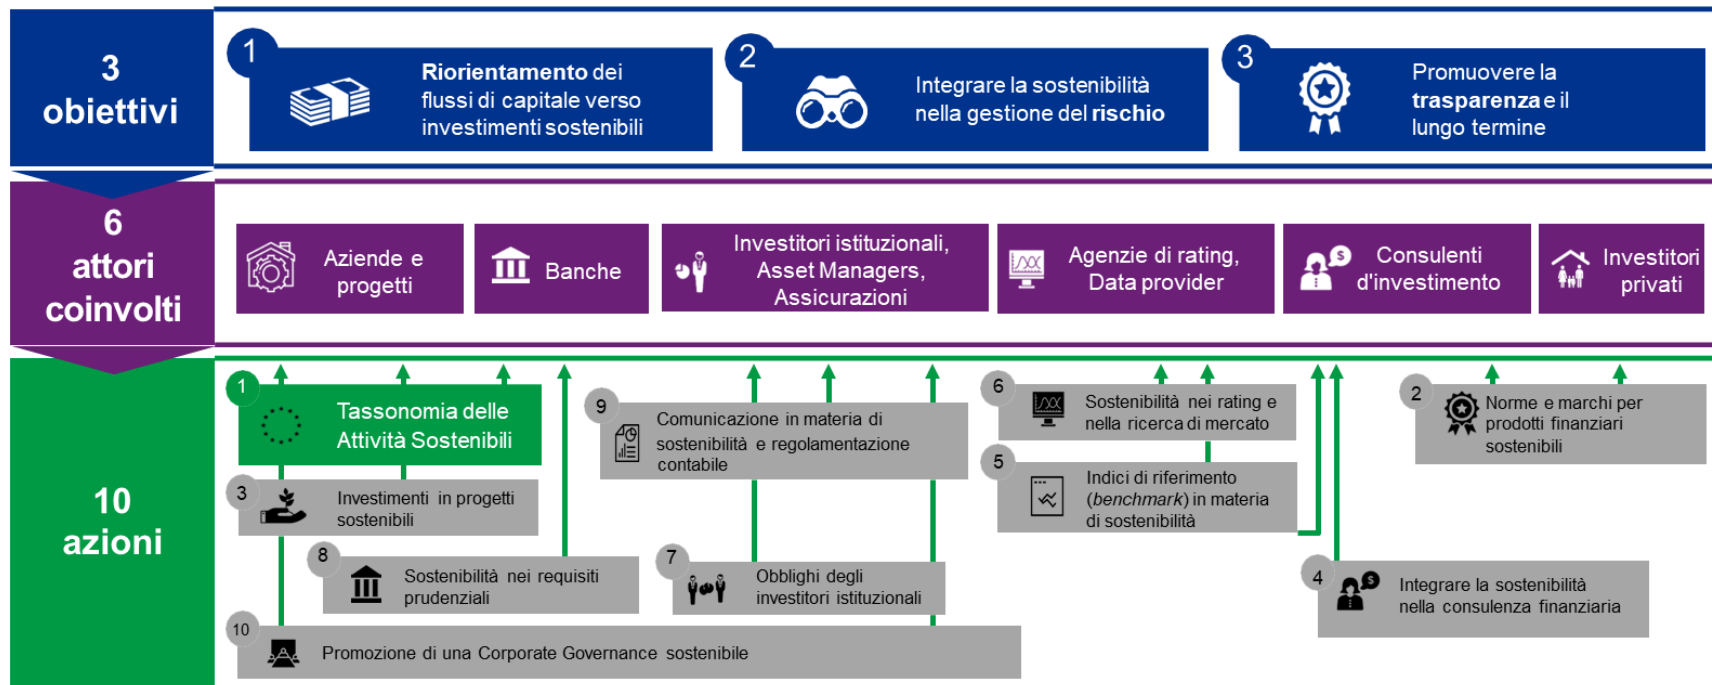 3
obiettivi
1
Riorientamento dei
flussi di capitale verso
investimenti sostenibili
2
Integrare la sostenibilità
nella gestione del rischio
3
Promuovere la
trasparenza e il
lungo termine
6
attori
coinvolti
Aziende e
progetti
Banche
Investitori istituzionali,
Asset Managers,
Assicurazioni
Agenzie di rating,
Data provider
$
Consulenti
d'investimento
Investitori
privati
10
azioni
1
Tassonomia delle
Attività Sostenibili
3
Investimenti in progetti
sostenibili
8
Sostenibilità nei requisiti
prudenziali
10
Promozione di una Corporate Governance sostenibile
9
Comunicazione in materia di
sostenibilità e regolamentazione
contabile
7
Obblighi degli
investitori istituzionali
6
Sostenibilità nei rating e
nella ricerca di mercato
5
Indici di riferimento
(benchmark) in materia
di sostenibilità
4
$
Integrare la sostenibilità
nella consulenza finanziaria
2
Norme e marchi per
prodotti finanziari
sostenibili